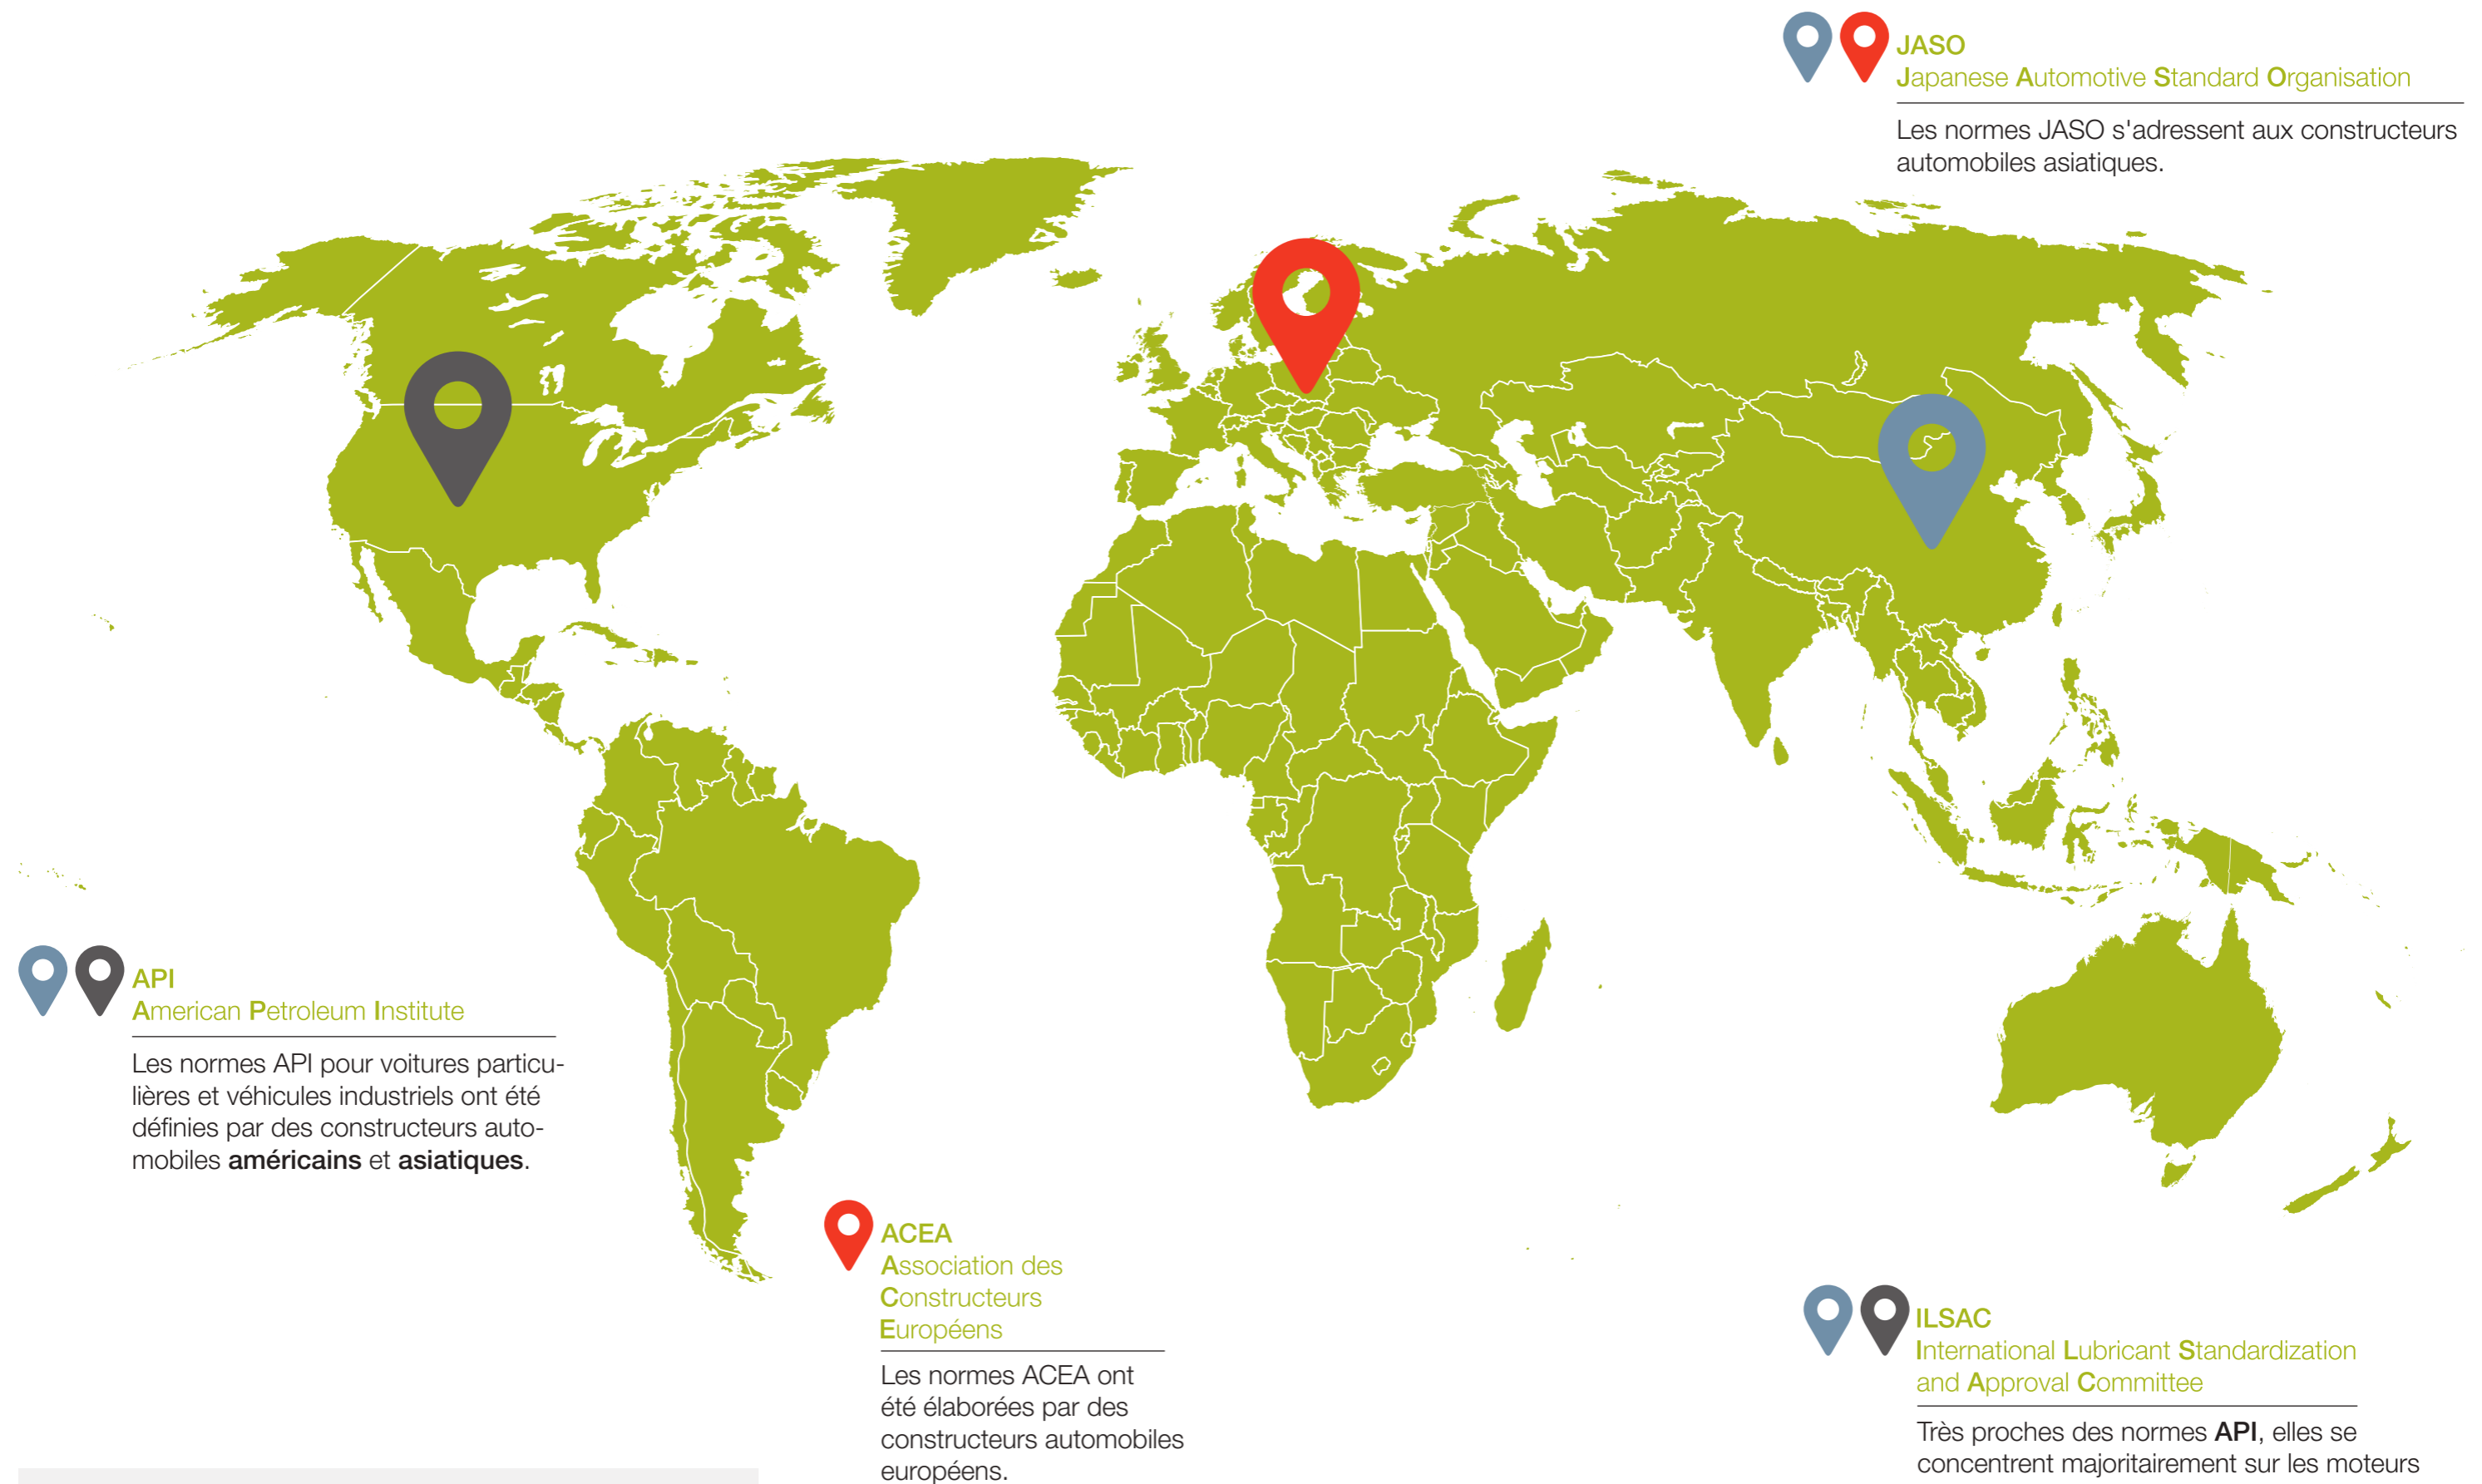 JASO
Japanese Automotive Standard Organisation
Les normes JASO s'adressent aux constructeurs
automobiles asiatiques.
API
American Petroleum Institute
Les normes API pour voitures particu-
lières et véhicules industriels ont été
définies par des constructeurs auto-
mobiles américains et asiatiques.
ACEA
Association des
Constructeurs
Européens
Les normes ACEA ont
été élaborées par des
constructeurs automobiles
européens.
ILSAC
International Lubricant Standardization
and Approval Committee
Très proches des normes API, elles se
concentrent majoritairement sur les moteurs